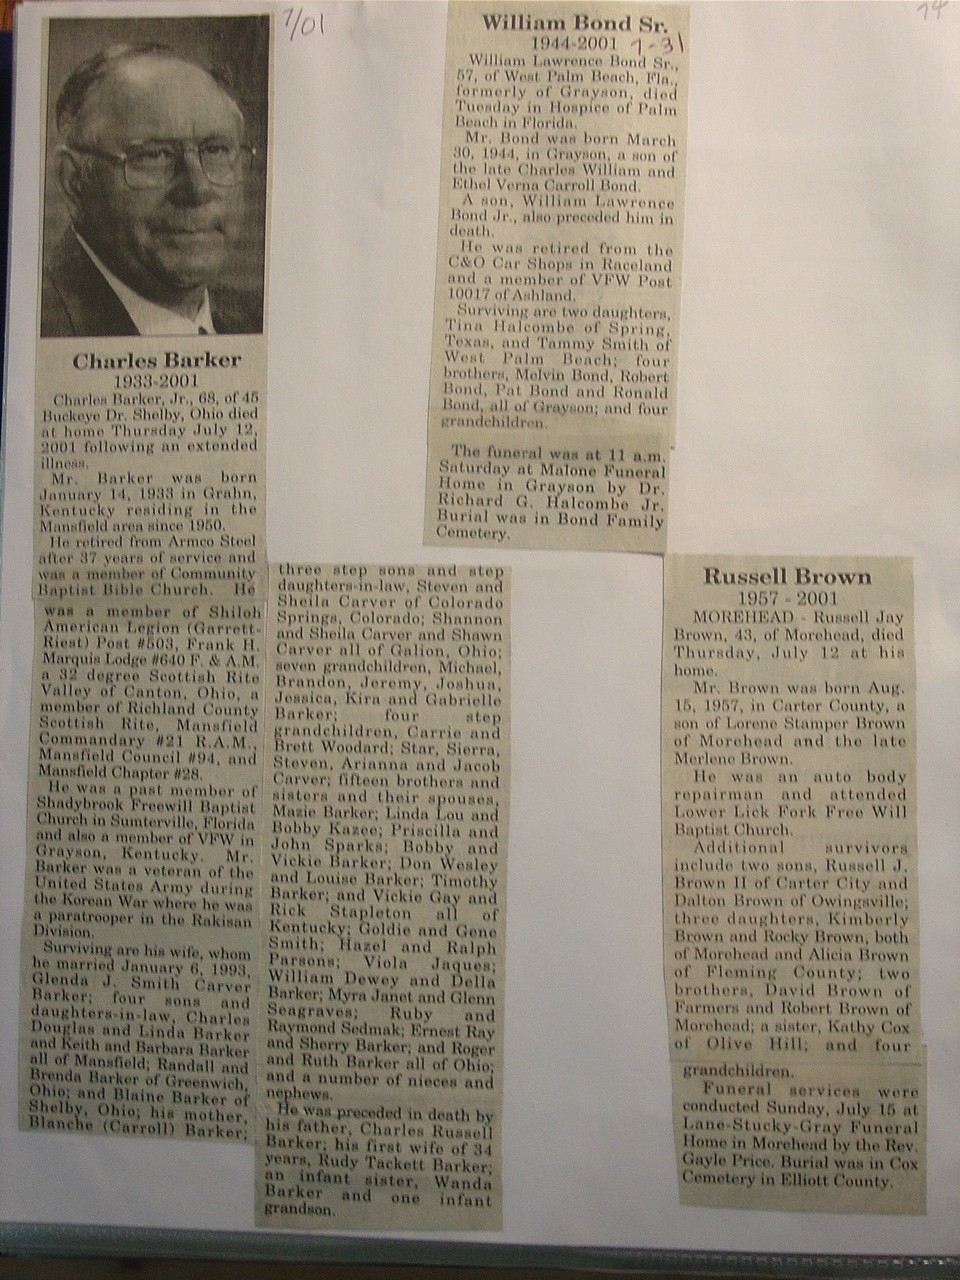 7/01
Charles Barker
1933-2001
Charles Barker, Jr., 68, of 45
Buckeye Dr. Shelby, Ohio died
at home Thursday July 12,
2001 following an extended
illness.
Mr. Barker was born
January 14, 1933 in Grahn,
Kentucky residing in the
Mansfield area since 1950.
He retired from Armco Steel
after 37 years of service and
was a member of Community
Baptist Bible Church. He
was a member of Shiloh
American Legion (Garrett-
Riest) Post #503, Frank H.
Marquis Lodge #640 F. & A.M.
a 32 degree Scottish Rite
Valley of Canton, Ohio, a
member of Richland County
Scottish Rite, Mansfield
Commandary #21 R.A.M.,
Mansfield Council #94, and
Mansfield Chapter #28.
He was a past member of
Shadybrook Freewill Baptist
Church in Sumterville, Florida
and also a member of VFW in
Grayson, Kentucky. Mr.
Barker was a veteran of the
United States Army during
the Korean War where he was
a paratrooper in the Rakisan
Division.
Surviving are his wife, whom
he married January 6, 1993,
Glenda J. Smith Carver
Barker; four sons and
daughters-in-law, Charles
Douglas and Linda Barker
and Keith and Barbara Barker
all of Mansfield; Randall and
Brenda Barker of Greenwich,
Ohio; and Blaine Barker of
Shelby, Ohio; his mother,
Blanche (Carroll) Barker;
three step sons and step
daughters-in-law, Steven and
Sheila Carver of Colorado
Springs, Colorado; Shannon
and Sheila Carver and Shawn
Carver all of Galion, Ohio;
seven grandchildren, Michael,
Brandon, Jeremy, Joshua,
Jessica, Kira and Gabrielle
Barker; four step
grandchildren, Carrie and
Brett Woodard; Star, Sierra,
Steven, Arianna and Jacob
Carver; fifteen brothers and
sisters and their spouses,
Mazie Barker; Linda Lou and
Bobby Kazee; Priscilla and
John Sparks; Bobby and
Vickie Barker; Don Wesley
and Louise Barker; Timothy
Barker; and Vickie Gay and
Rick Stapleton all of
Kentucky; Goldie and Gene
Smith; Hazel and Ralph
Parsons; Viola Jaques;
William Dewey and Della
Barker; Myra Janet and Glenn
Seagraves; Ruby and
Raymond Sedmak; Ernest Ray
and Sherry Barker; and Roger
and Ruth Barker all of Ohio;
and a number of nieces and
nephews.
He was preceded in death by
his father, Charles Russell
Barker; his first wife of 34
years, Rudy Tackett Barker;
an infant sister, Wanda
Barker and one infant
grandson.
William Bond Sr.
1944-2001 7-31
William Lawrence Bond Sr.,
57, of West Palm Beach, Fla.,
formerly of Grayson, died
Tuesday in Hospice of Palm
Beach in Florida.
Mr. Bond was born March
30, 1944, in Grayson, a son of
the late Charles William and
Ethel Verna Carroll Bond.
A son, William Lawrence
Bond Jr., also preceded him in
death.
He was retired from the
C&O Car Shops in Raceland
and a member of VFW Post
10017 of Ashland.
Surviving are two daughters,
Tina Halcombe of Spring,
Texas, and Tammy Smith of
West Palm Beach; four
brothers, Melvin Bond, Robert
Bond, Pat Bond and Ronald
Bond, all of Grayson; and four
grandchildren.
The funeral was at 11 a.m.
Saturday at Malone Funeral
Home in Grayson by Dr.
Richard G. Halcombe Jr.
Burial was in Bond Family
Cemetery.
Russell Brown
1957 - 2001
MOREHEAD - Russell Jay
Brown, 43, of Morehead, died
Thursday, July 12 at his
home.
Mr. Brown was born Aug.
15, 1957, in Carter County, a
son of Lorene Stamper Brown
of Morehead and the late
Merlene Brown.
He was an auto body
repairman and attended
Lower Lick Fork Free Will
Baptist Church.
Additional survivors
include two sons, Russell J.
Brown II of Carter City and
Dalton Brown of Owingsville;
three daughters, Kimberly
Brown and Rocky Brown, both
of Morehead and Alicia Brown
of Fleming County; two
brothers, David Brown of
Farmers and Robert Brown of
Morehead; a sister, Kathy Cox
of Olive Hill; and four
grandchildren.
Funeral services were
conducted Sunday, July 15 at
Lane-Stucky-Gray Funeral
Home in Morehead by the Rev.
Gayle Price. Burial was in Cox
Cemetery in Elliott County.